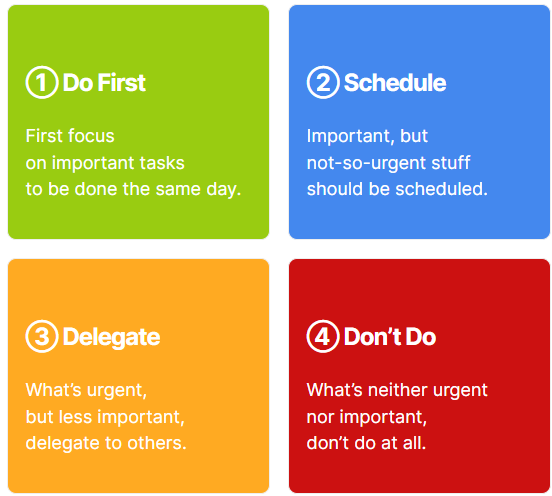 ① Do First
First focus
on important tasks
to be done the same day.
② Schedule
Important, but
not-so-urgent stuff
should be scheduled.
③ Delegate
What’s urgent,
but less important,
delegate to others.
④ Don’t Do
What’s neither urgent
nor important,
don’t do at all.